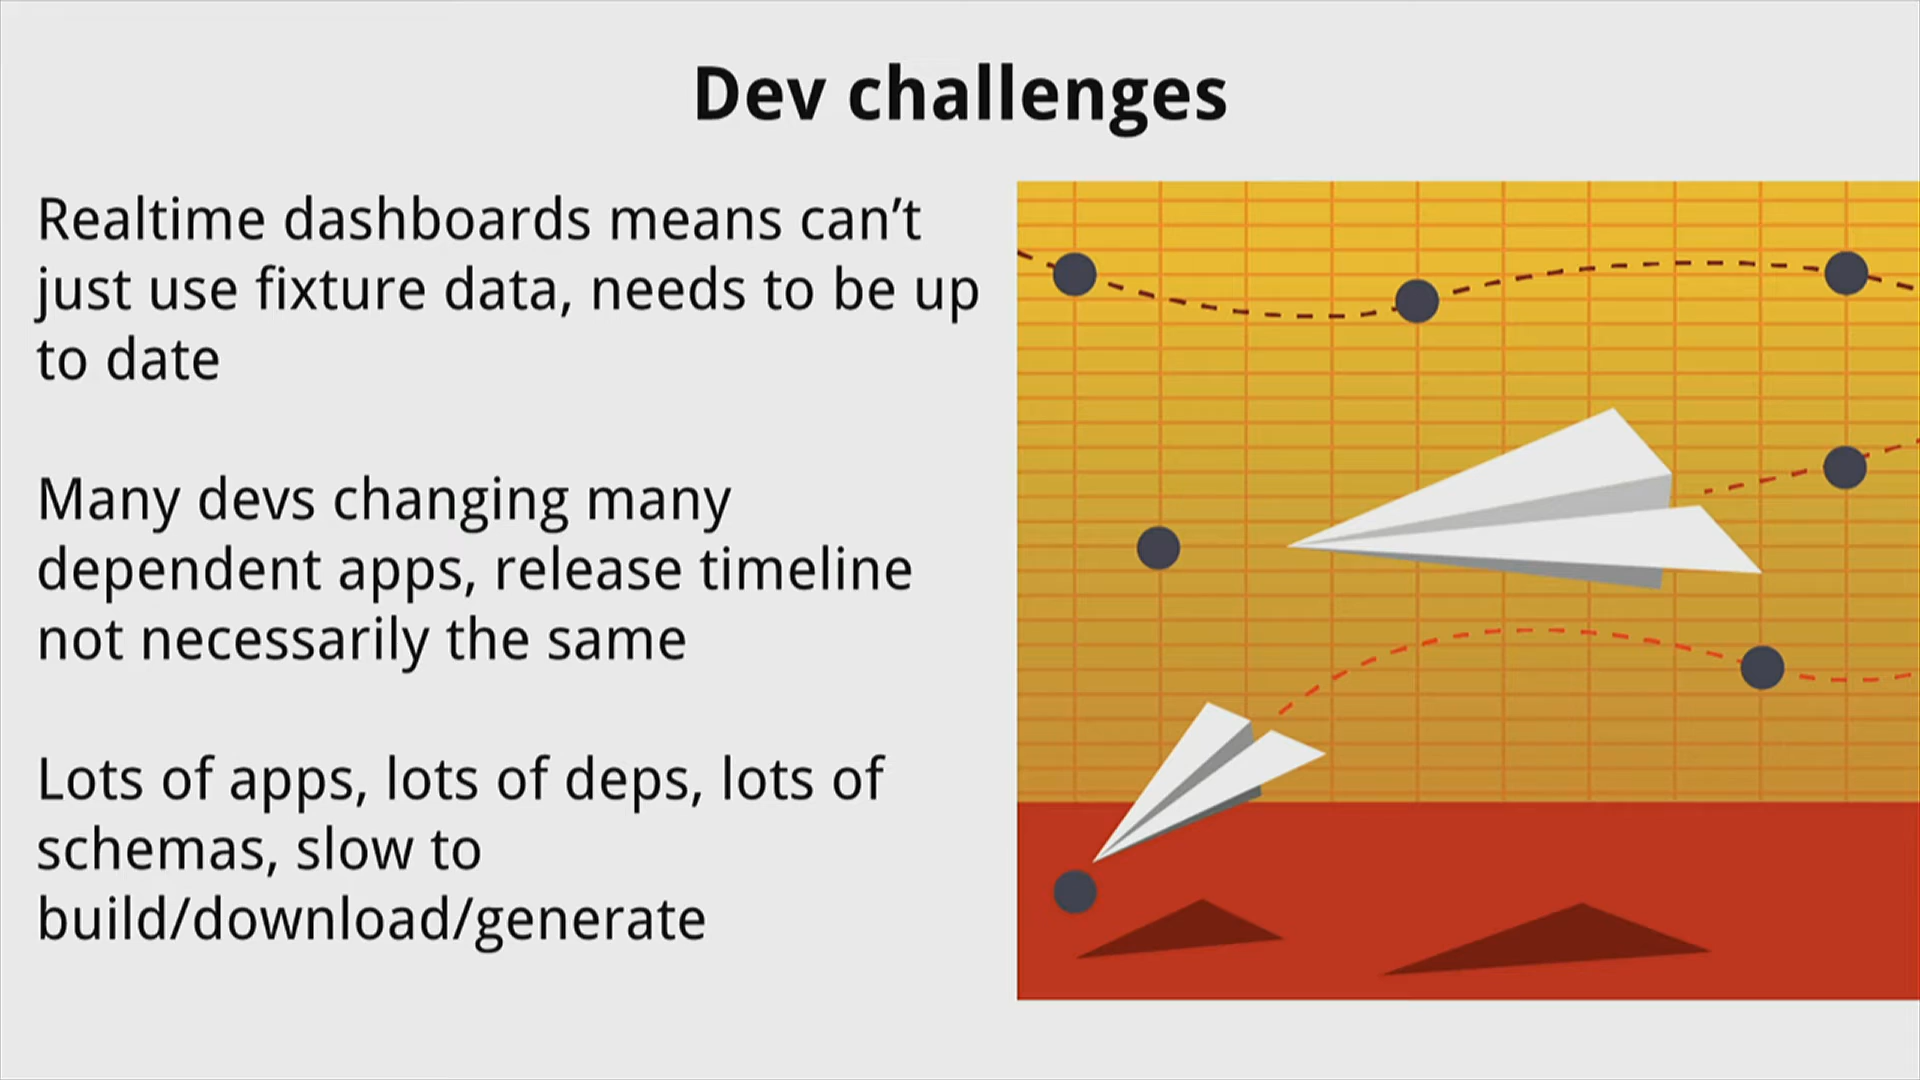 Dev challenges
Realtime dashboards means can’t
just use fixture data, needs to be up
to date
Many devs changing many
dependent apps, release timeline
not necessarily the same
Lots of apps, lots of deps, lots of
schemas, slow to
build/download/generate